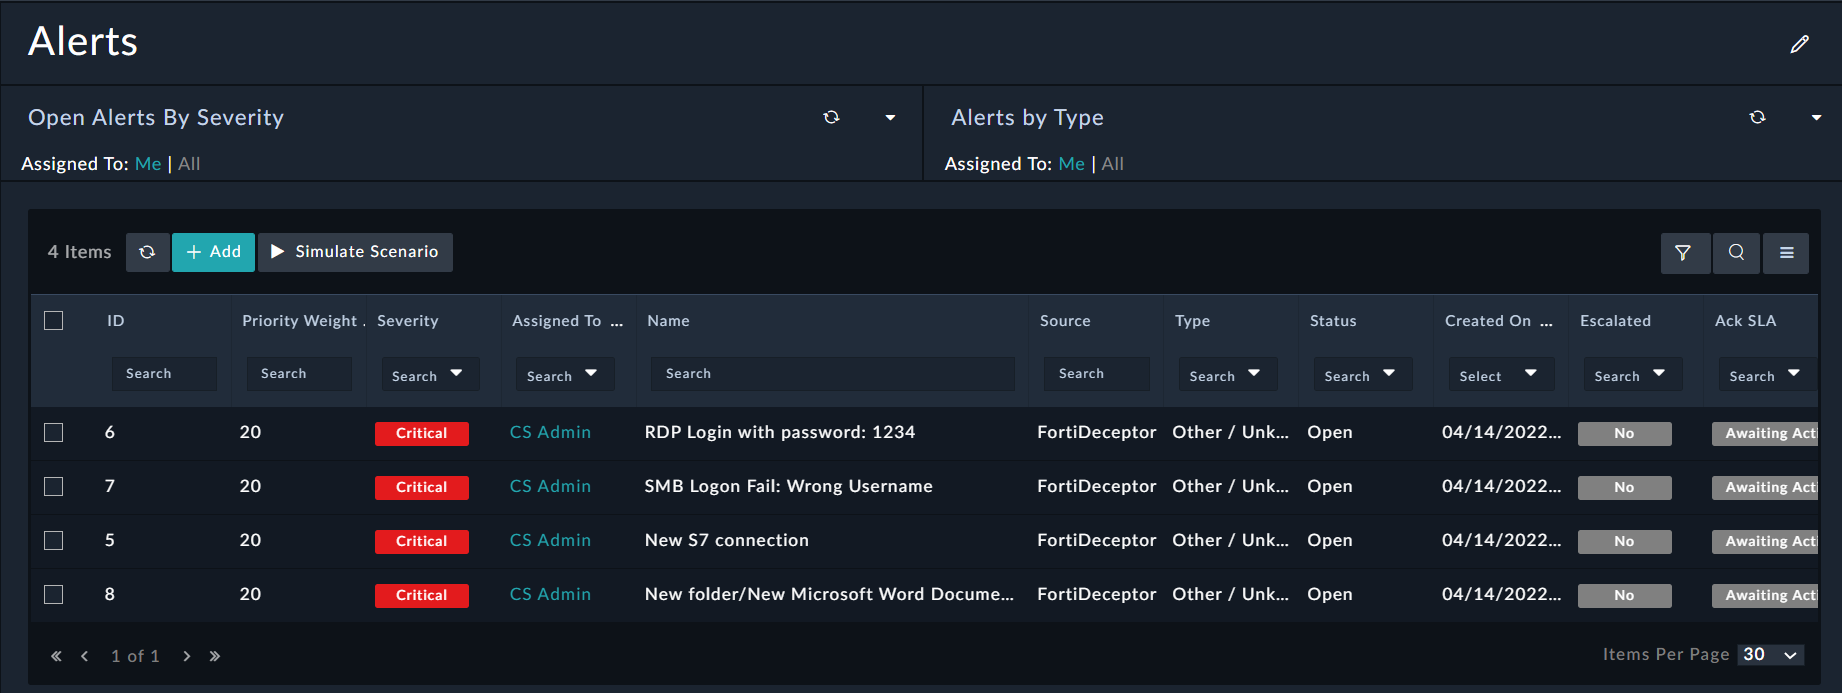 Alerts
Open Alerts By Severity
Assigned To: Me | All
Alerts by Type
Assigned To: Me | All
4 Items + Add Simulate Scenario
ID Priority Weight . Severity Assigned To ... Name Source Type Status Created On ... Escalated Ack SLA
Search Search Search Search Search Search Search Search Select Search Search
6 20 Critical CS Admin RDP Login with password: 1234 FortiDeceptor Other / Unk... Open 04/14/2022... No Awaiting Acti
7 20 Critical CS Admin SMB Logon Fail: Wrong Username FortiDeceptor Other / Unk... Open 04/14/2022... No Awaiting Acti
5 20 Critical CS Admin New S7 connection FortiDeceptor Other / Unk... Open 04/14/2022... No Awaiting Acti
8 20 Critical CS Admin New folder/New Microsoft Word Docume... FortiDeceptor Other / Unk... Open 04/14/2022... No Awaiting Acti
« ‹ 1 of 1 › » Items Per Page 30